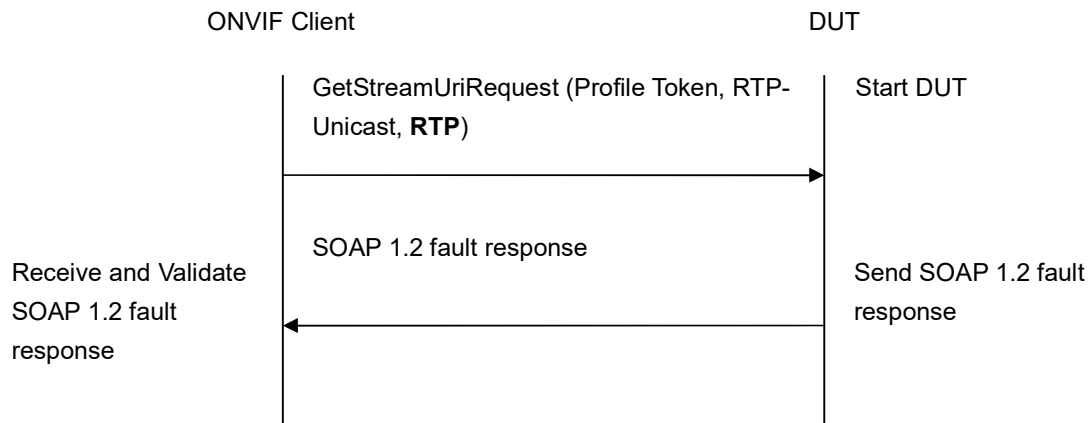 ONVIF Client
DUT
GetStreamUriRequest (Profile Token, RTP-
Unicast, RTP)
Start DUT
SOAP 1.2 fault response
Receive and Validate
SOAP 1.2 fault
response
Send SOAP 1.2 fault
response